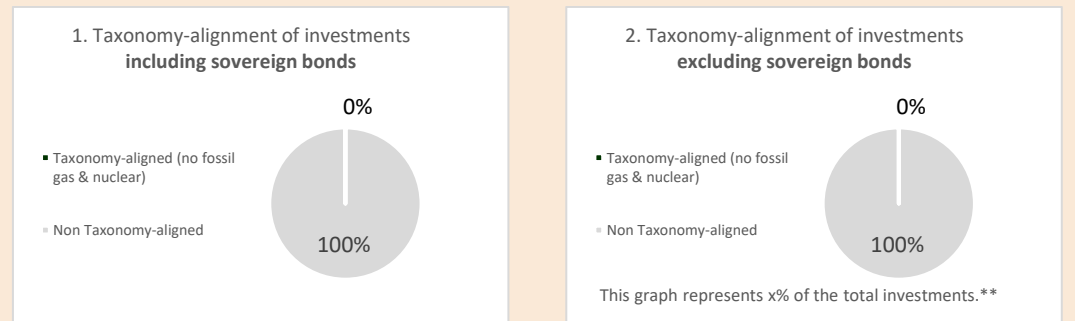 1. Taxonomy-alignment of investments
including sovereign bonds
0%
Taxonomy-aligned (no fossil
gas & nuclear)
Non Taxonomy-aligned
100%
2. Taxonomy-alignment of investments
excluding sovereign bonds
0%
Taxonomy-aligned (no fossil
gas & nuclear)
Non Taxonomy-aligned
100%
This graph represents x% of the total investments.**